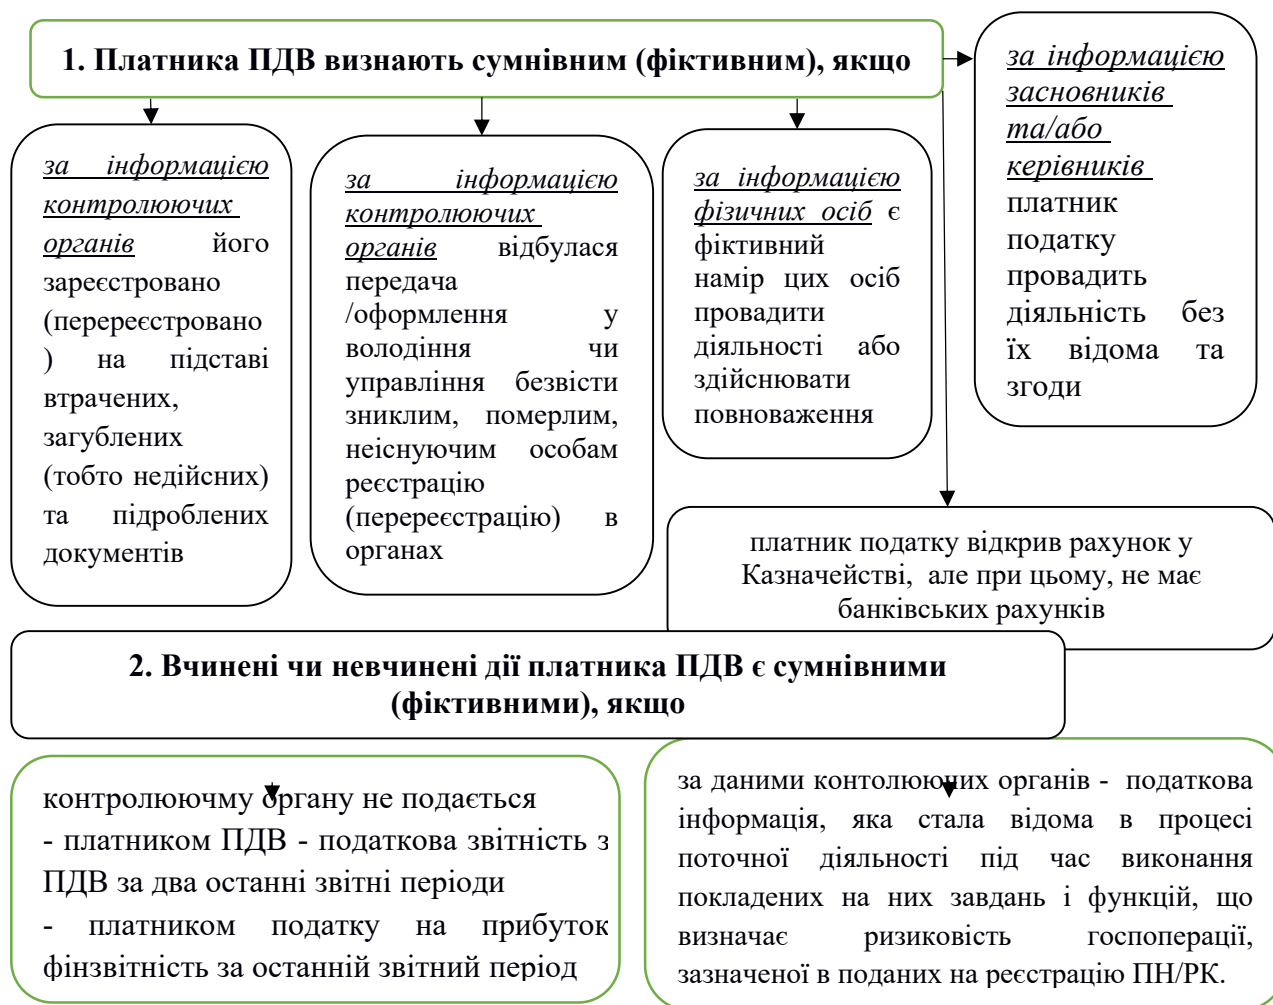 1. Платника ПДВ визнають сумнівним (фіктивним), якщо
за інформацією
контролюючих
органів його
зареєстровано
(перереєстровано
) на підставі
втрачених,
загублених
(тобто недійсних)
та підроблених
документів
за інформацією
контролюючих
органів відбулася
передача
/оформлення у
володіння чи
управління безвісти
зниклим, померлим,
неіснуючим особам
реєстрацію
(перереєстрацію) в
органах
за інформацією
фізичних осіб є
фіктивний
намір цих осіб
провадити
діяльності або
здійснювати
повноваження
за інформацією
засновників
та/або
керівників
платник
податку
провадить
діяльність без
їх відома та
згоди
платник податку відкрив рахунок у
Казначействі, але при цьому, не має
банківських рахунків
2. Вчинені чи невчинені дії платника ПДВ є сумнівними
(фіктивними), якщо
контролюючму органу не подається
- платником ПДВ - податкова звітність з
ПДВ за два останні звітні періоди
- платником податку на прибуток
фінзвітність за останній звітний період
за даними контолюючих органів - податкова
інформація, яка стала відома в процесі
поточної діяльності під час виконання
покладених на них завдань і функцій, що
визначає ризиковість госпоперації,
зазначеної в поданих на реєстрацію ПН/РК.